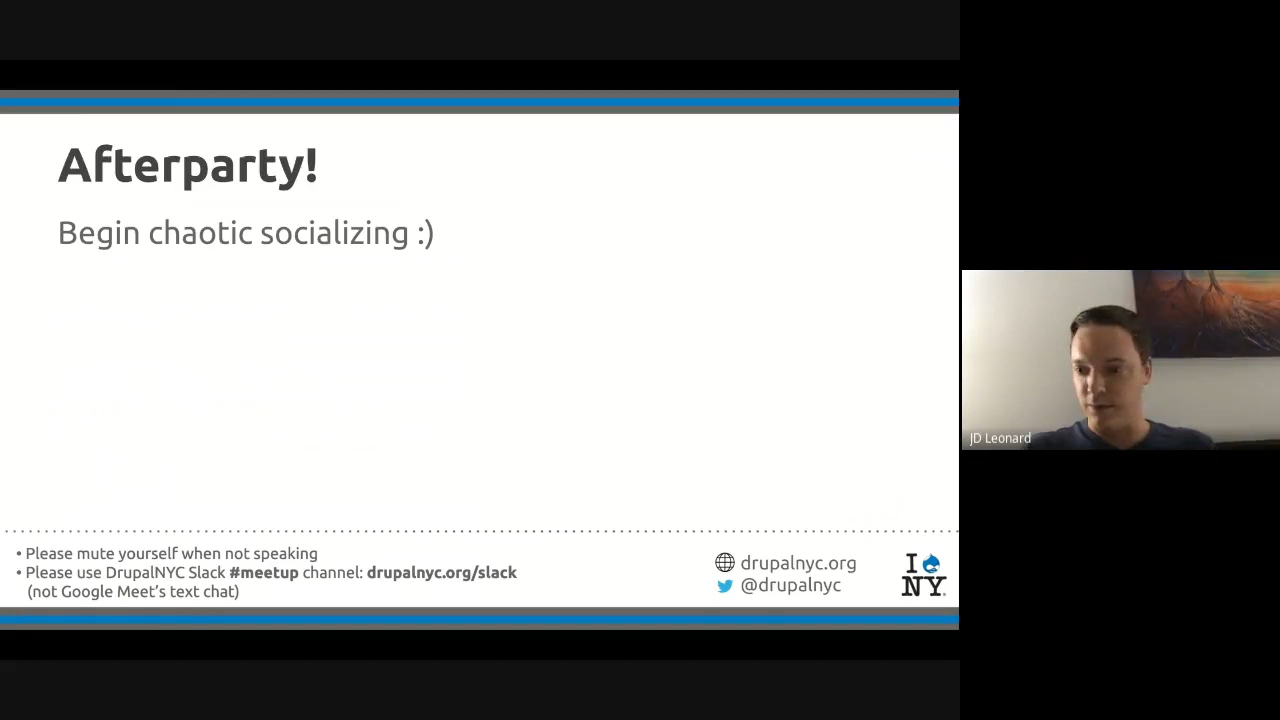 Afterparty!
Begin chaotic socializing :)
JD Leonard
• Please mute yourself when not speaking
• Please use DrupalNYC Slack #meetup channel: drupalnyc.org/slack
(not Google Meet's text chat)
drupalnyc.org
@drupalnyc
I
NY.